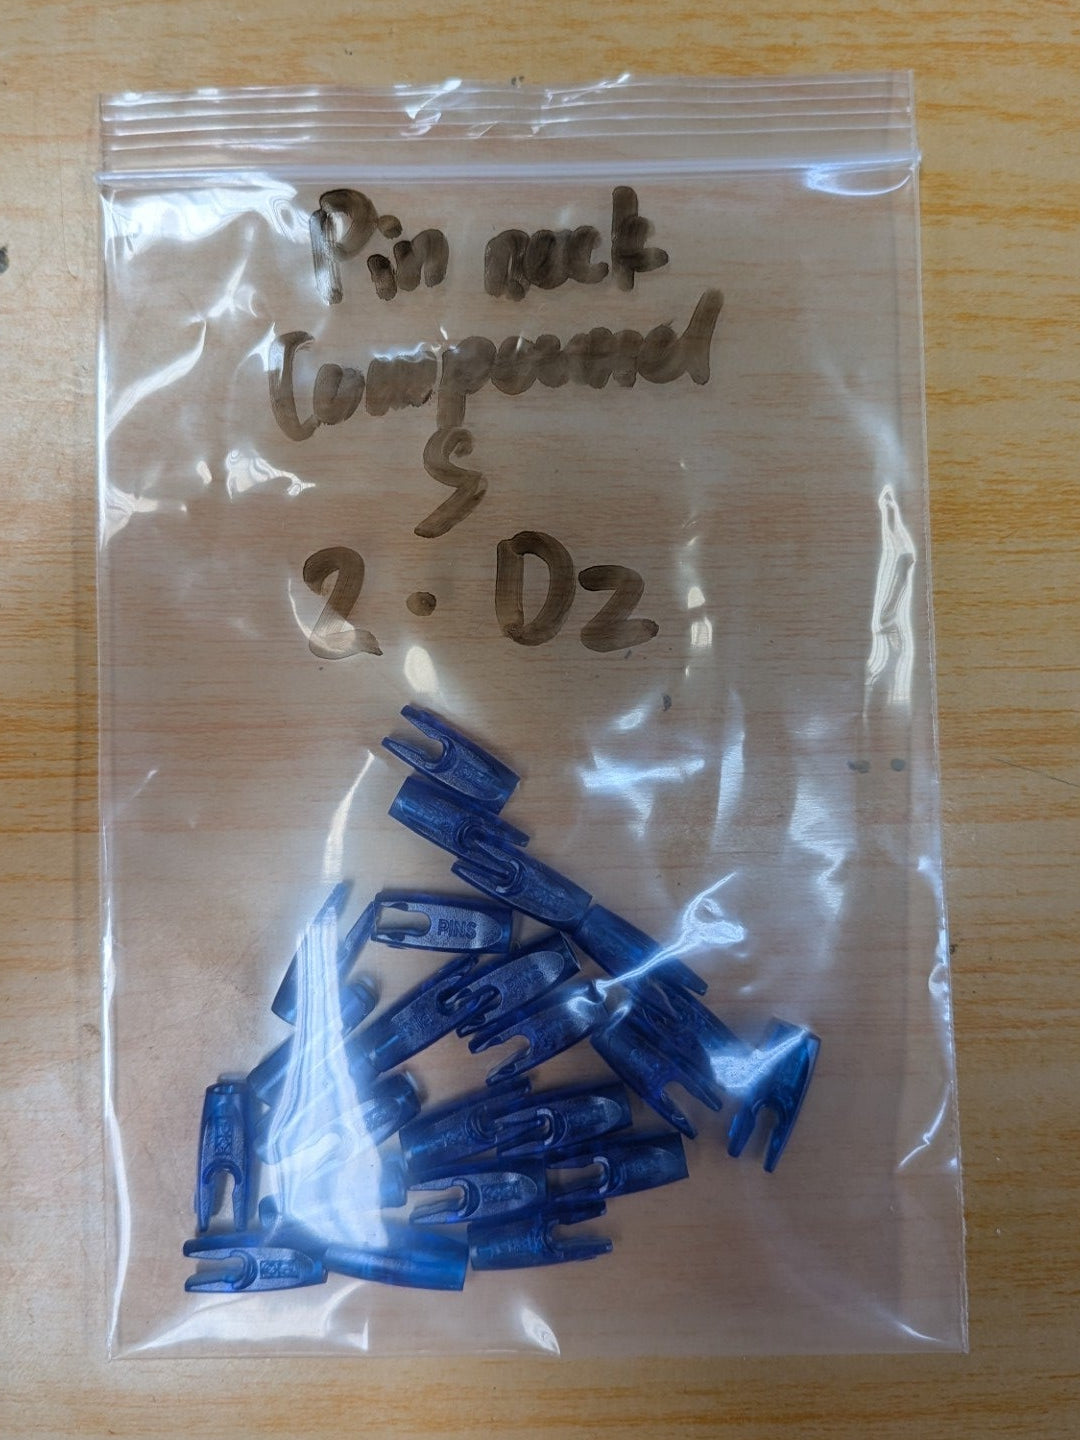 Pin nock
Compound
S
2. Dz
PINS